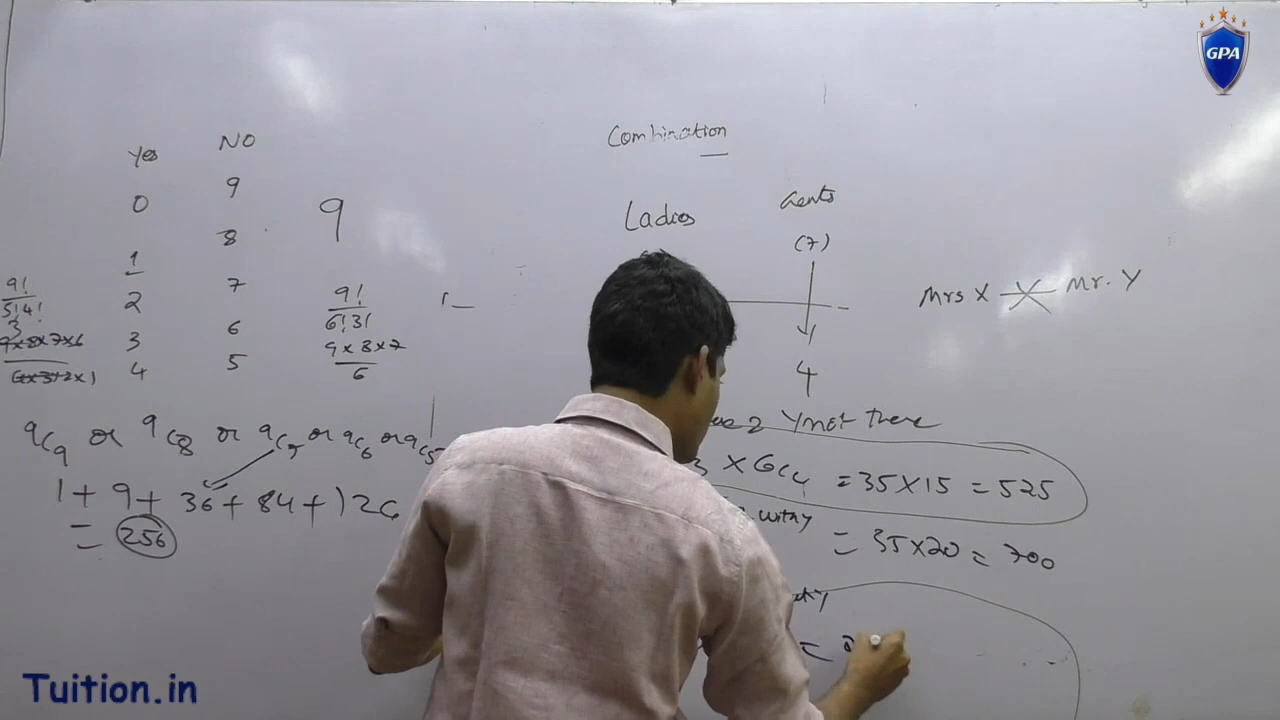 GPA
Combination
Yes NO
0 9
8
1
2 7
3 6
4 5
9
9!
5!4!
9×8×7×6
4×3×2×1
9!
6!3!
9×8×7
6
9C9 or 9C8 or 9C7 or 9C6 or 9C5
1 + 9 + 36 + 84 + 126
= 256
Ladies Gents
(7)
4
Mrs X Mr. Y
Y not there
3 × 6C4 = 35×15 = 525
= 35×20 = 700
=
Tuition.in